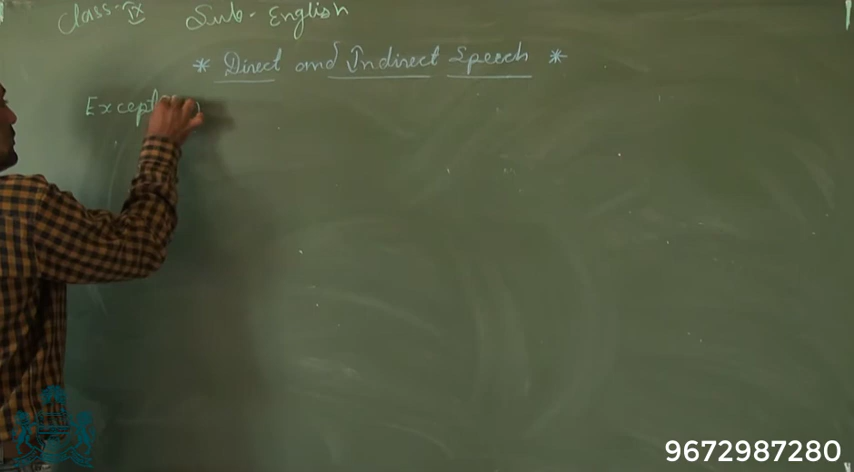 Class-IX Sub- English
* Direct and Indirect Speech *
9672987280